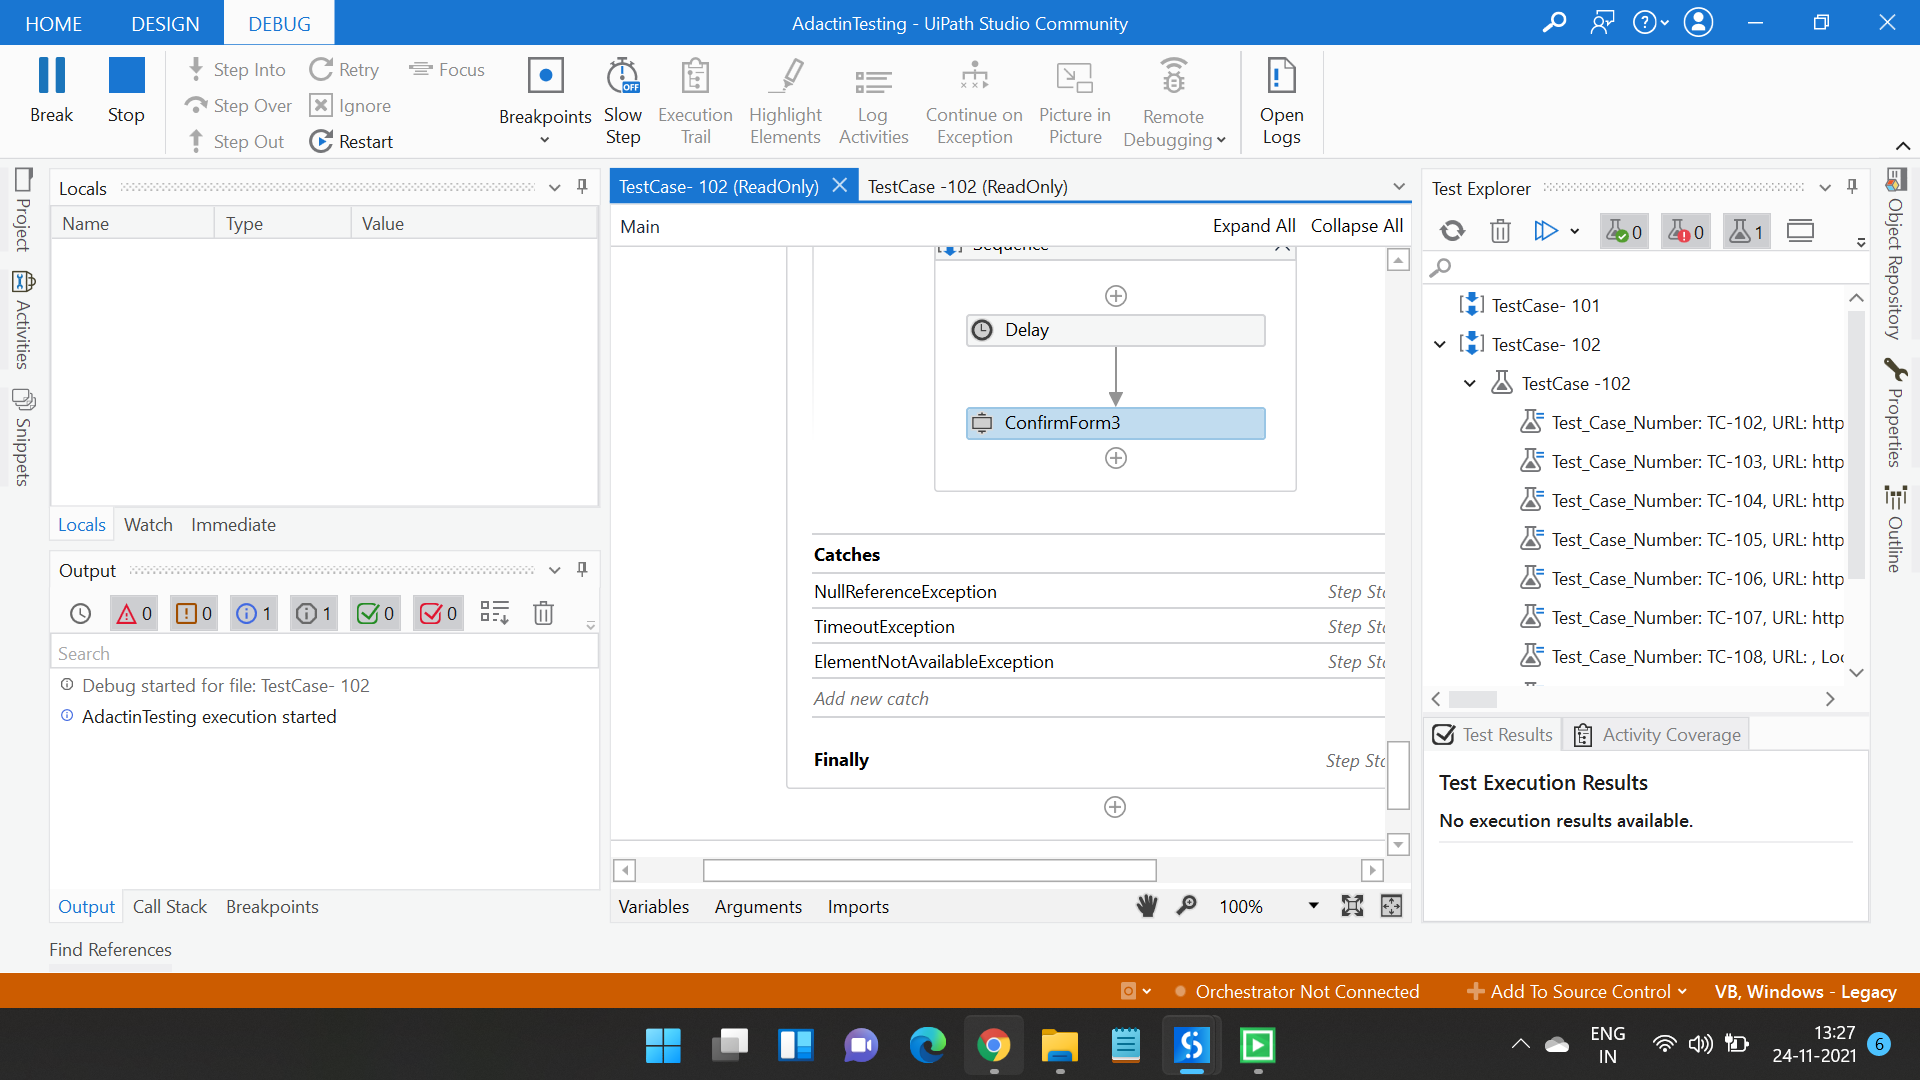 HOME DESIGN DEBUG AdactinTesting - UiPath Studio Community
Break
Stop
Step Into
Step Over
Step Out
Retry
Ignore
Restart
Focus
Breakpoints
Slow
Step
OFF
Execution
Trail
Highlight
Elements
Log
Activities
Continue on
Exception
Picture in
Picture
Remote
Debugging
Open
Logs
Project
Activities
Snippets
Locals
Name Type Value
Locals Watch Immediate
Output
0 0 1 1 0 0
Search
Debug started for file: TestCase- 102
AdactinTesting execution started
Output Call Stack Breakpoints
Find References
TestCase- 102 (ReadOnly) TestCase -102 (ReadOnly)
Main Expand All Collapse All
Sequence
Delay
ConfirmForm3
Catches
NullReferenceException Step Sta
TimeoutException Step Sta
ElementNotAvailableException Step Sta
Add new catch
Finally Step Sta
Variables Arguments Imports 100%
Test Explorer
0 0 1
TestCase- 101
TestCase- 102
TestCase -102
Test_Case_Number: TC-102, URL: http
Test_Case_Number: TC-103, URL: http
Test_Case_Number: TC-104, URL: http
Test_Case_Number: TC-105, URL: http
Test_Case_Number: TC-106, URL: http
Test_Case_Number: TC-107, URL: http
Test_Case_Number: TC-108, URL: , Loc
Test Results Activity Coverage
Test Execution Results
No execution results available.
Object Repository
Properties
Outline
Orchestrator Not Connected Add To Source Control VB, Windows - Legacy
ENG
IN
13:27
24-11-2021
6